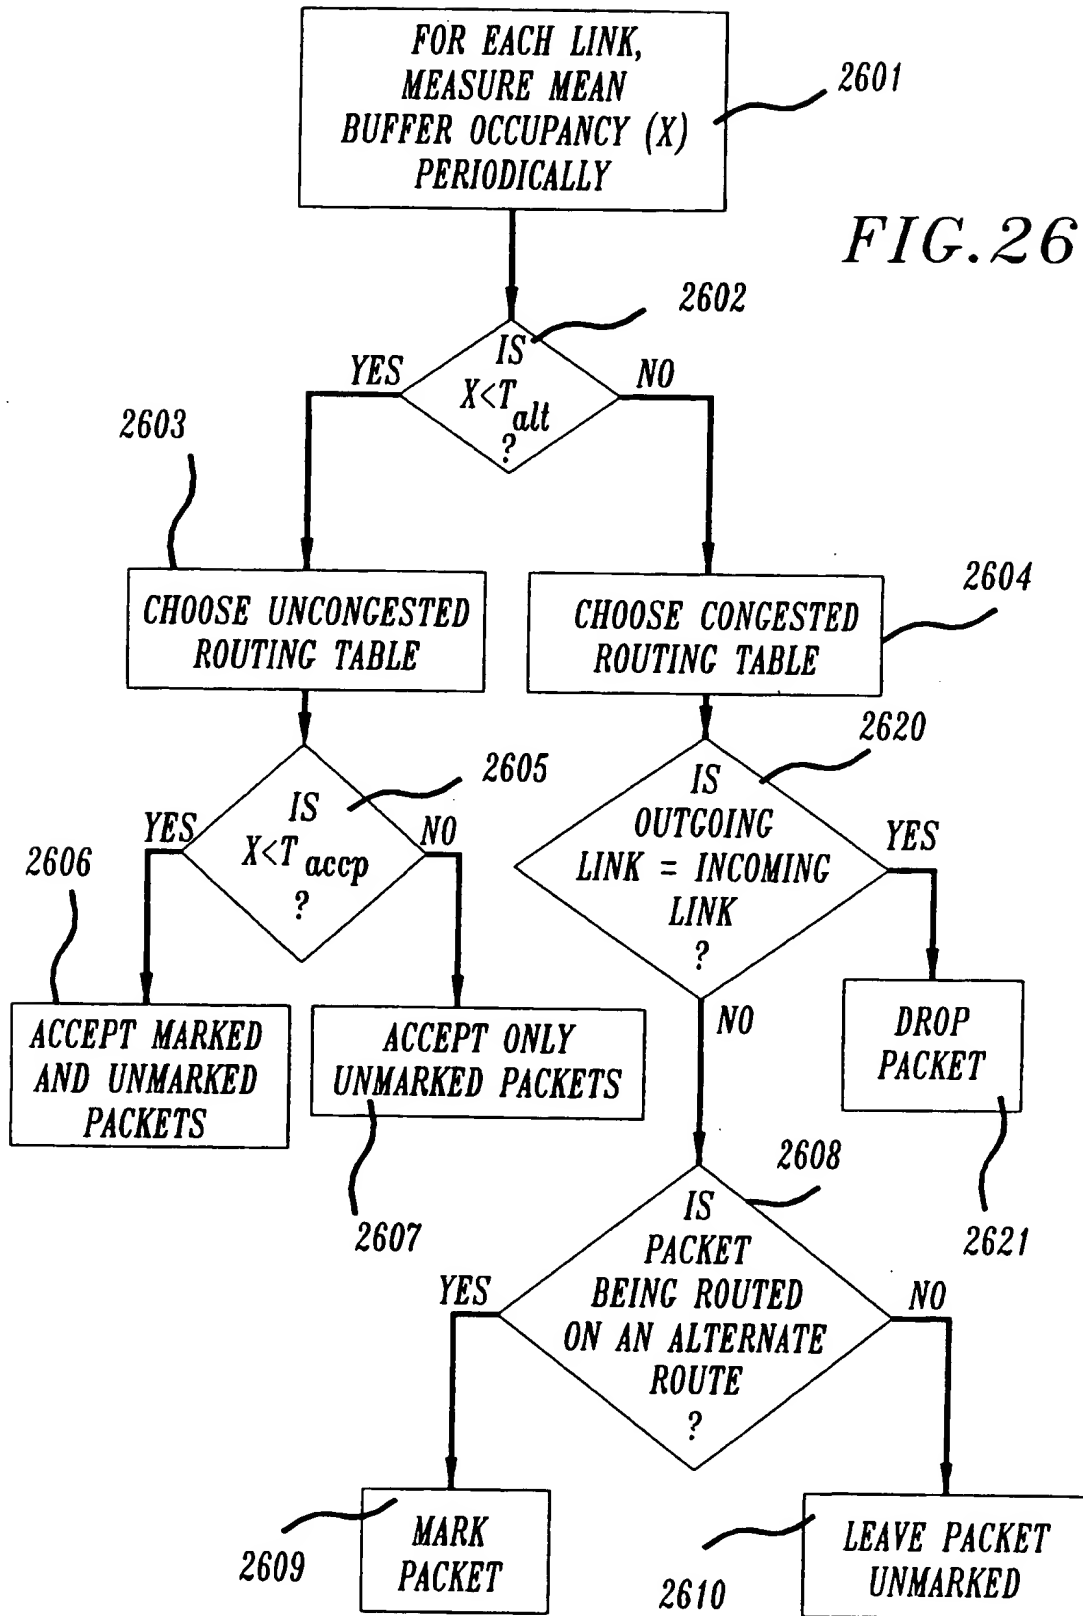 FOR EACH LINK,
MEASURE MEAN
BUFFER OCCUPANCY (X)
PERIODICALLY
2601
FIG.26
2602
IS
X<T alt
?
YES
NO
2603
CHOOSE UNCONGESTED
ROUTING TABLE
2604
CHOOSE CONGESTED
ROUTING TABLE
2605
IS
X<T accp
?
YES
NO
2620
IS
OUTGOING
LINK = INCOMING
LINK
?
YES
NO
2606
ACCEPT MARKED
AND UNMARKED
PACKETS
ACCEPT ONLY
UNMARKED PACKETS
2607
DROP
PACKET
2621
2608
IS
PACKET
BEING ROUTED
ON AN ALTERNATE
ROUTE
?
YES
NO
MARK
PACKET
2609
LEAVE PACKET
UNMARKED
2610